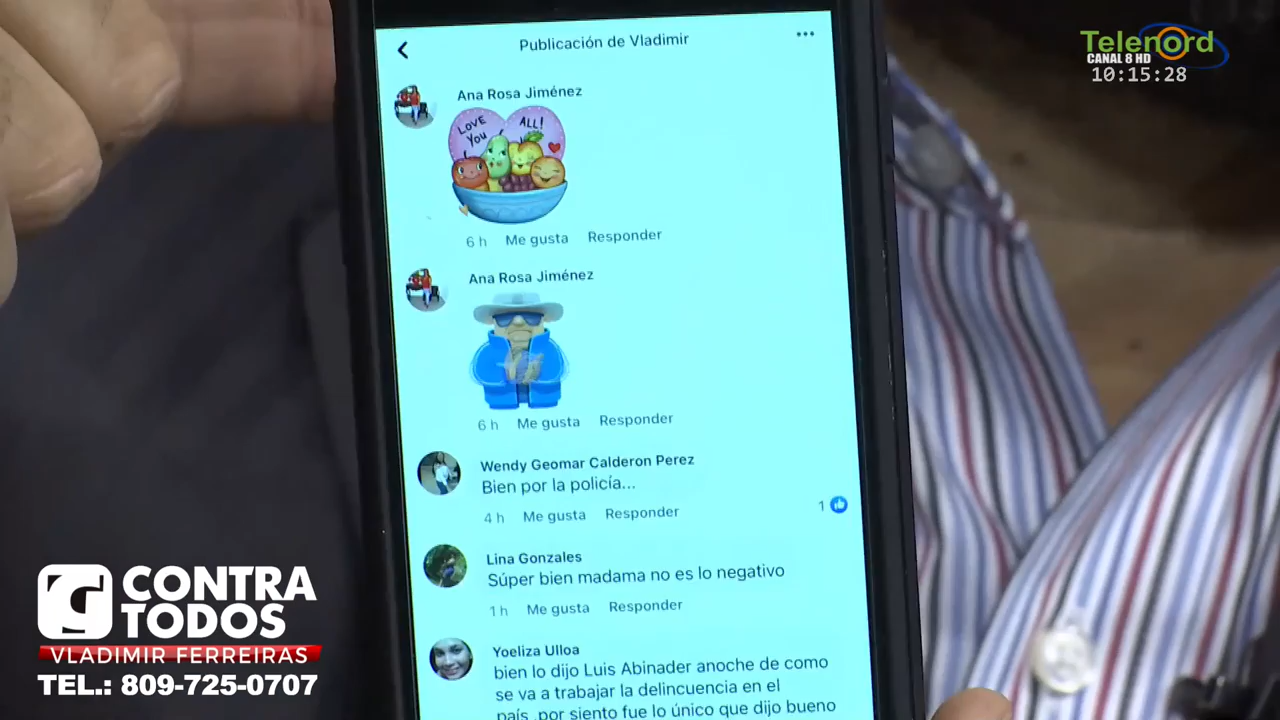 Publicación de Vladimir
Telenord
CANAL 8 HD
10:15:28
Ana Rosa Jiménez
LOVE
You
ALL!
6 h Me gusta Responder
Ana Rosa Jiménez
6 h Me gusta Responder
Wendy Geomar Calderon Perez
Bien por la policía...
4 h Me gusta Responder
1
Lina Gonzales
Súper bien madama no es lo negativo
1 h Me gusta Responder
Yoeliza Ulloa
bien lo dijo Luis Abinader anoche de como
se va a trabajar la delincuencia en el
país ,por siento fue lo único que dijo bueno
CONTRA
TODOS
VLADIMIR FERREIRAS
TEL.: 809-725-0707